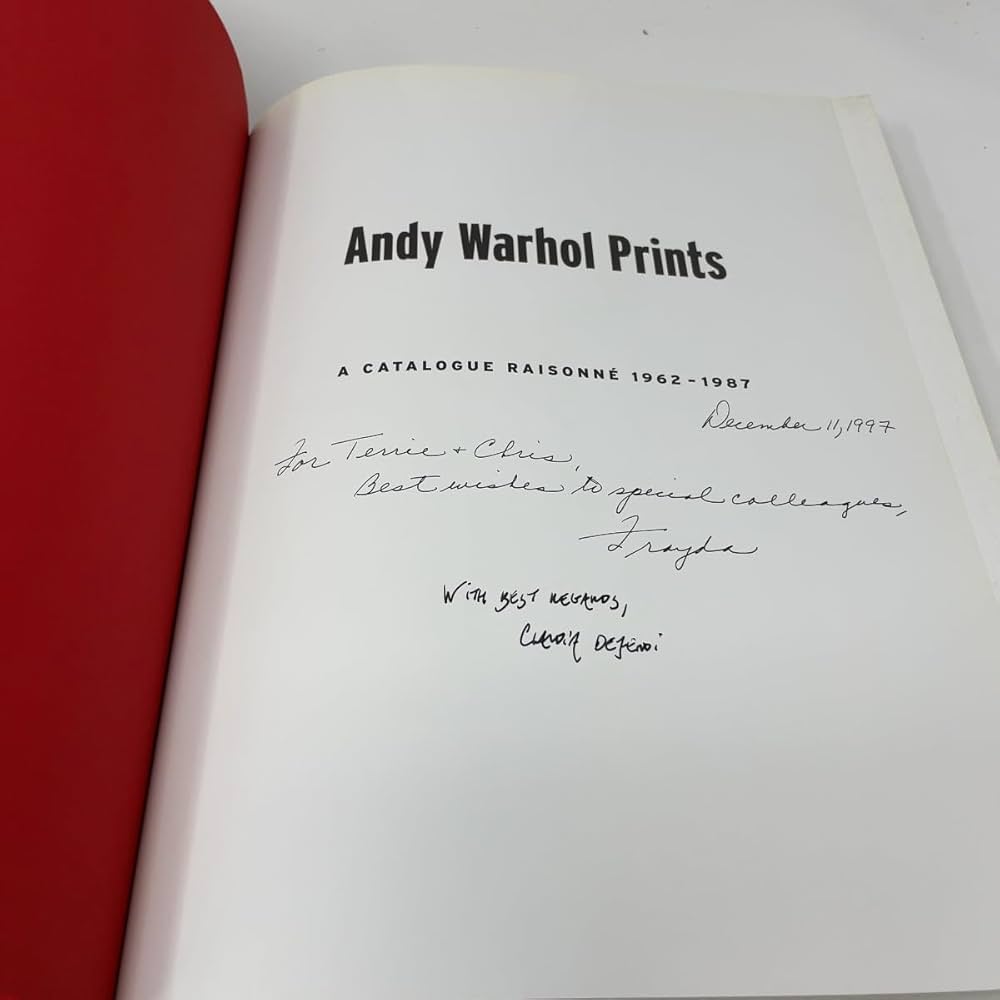 Andy Warhol Prints
A CATALOGUE RAISONNÉ 1962-1987
December 11, 1997
For Terrie + Chris,
Best wishes to special colleagues,
Frayda
WITH BEST REGARDS,
CLAUDIA DEFENDI